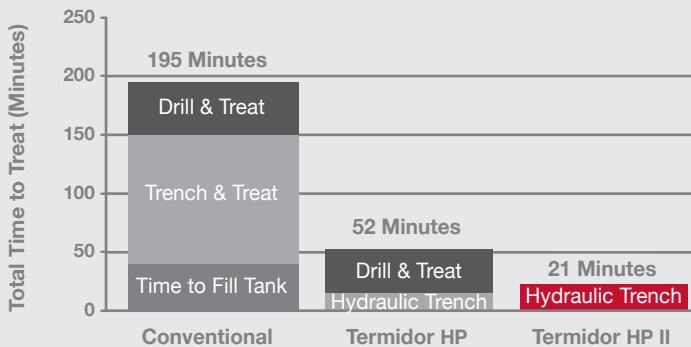 Total Time to Treat (Minutes)
250
200
150
100
50
0
195 Minutes
Drill & Treat
Trench & Treat
Time to Fill Tank
52 Minutes
Drill & Treat
Hydraulic Trench
21 Minutes
Hydraulic Trench
Conventional
Termidor HP
Termidor HP II